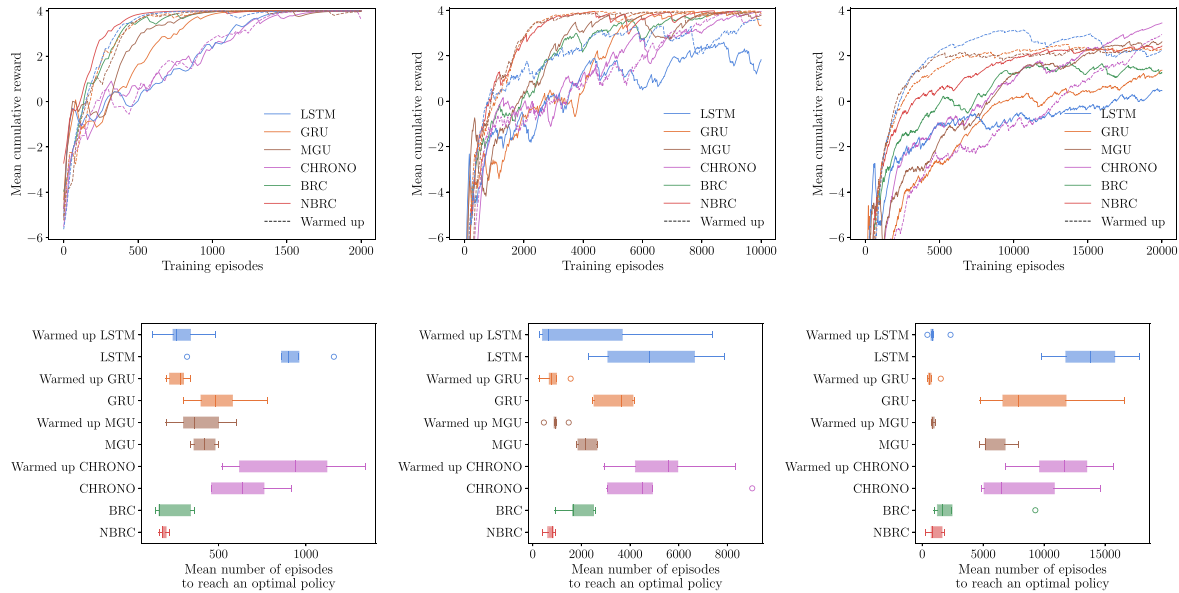 Mean cumulative reward
4
2
0
−2
−4
−6
LSTM
GRU
MGU
CHRONO
BRC
NBRC
Warmed up
0
500
1000
1500
2000
Training episodes
Mean cumulative reward
4
2
0
−2
−4
−6
LSTM
GRU
MGU
CHRONO
BRC
NBRC
Warmed up
0
2000
4000
6000
8000
10000
Training episodes
Mean cumulative reward
4
2
0
−2
−4
−6
LSTM
GRU
MGU
CHRONO
BRC
NBRC
Warmed up
0
5000
10000
15000
20000
Training episodes
Warmed up LSTM
LSTM
Warmed up GRU
GRU
Warmed up MGU
MGU
Warmed up CHRONO
CHRONO
BRC
NBRC
500
1000
Mean number of episodes
to reach an optimal policy
Warmed up LSTM
LSTM
Warmed up GRU
GRU
Warmed up MGU
MGU
Warmed up CHRONO
CHRONO
BRC
NBRC
0
2000
4000
6000
8000
Mean number of episodes
to reach an optimal policy
Warmed up LSTM
LSTM
Warmed up GRU
GRU
Warmed up MGU
MGU
Warmed up CHRONO
CHRONO
BRC
NBRC
0
5000
10000
15000
Mean number of episodes
to reach an optimal policy